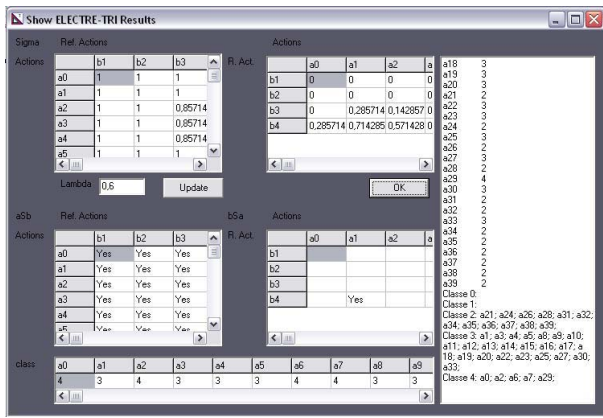 Show ELECTRE-TRI Results
Sigma Ref. Actions Actions
Actions b1 b2 b3 R. Act. a0 a1 a2 a
a0 1 1 1 b1 0 0 0 0
a1 1 1 1 b2 0 0 0 0
a2 1 1 0,85714 b3 0 0,285714 0,142857 0
a3 1 1 0,85714 b4 0,285714 0,714285 0,571428 0
a4 1 1 0,85714
a5 1 1 1
Lambda 0,6 Update OK
aSb Ref. Actions bSa Actions
Actions b1 b2 b3 R. Act. a0 a1 a2 a
a0 Yes Yes Yes b1
a1 Yes Yes Yes b2
a2 Yes Yes Yes b3
a3 Yes Yes Yes b4 Yes
a4 Yes Yes Yes
a5 Yes Yes Yes
class a0 a1 a2 a3 a4 a5 a6 a7 a8 a9
4 3 4 3 3 3 4 4 3 3
a18 3
a19 3
a20 3
a21 2
a22 3
a23 3
a24 2
a25 3
a26 2
a27 3
a28 2
a29 4
a30 3
a31 2
a32 2
a33 3
a34 2
a35 2
a36 2
a37 2
a38 2
a39 2
Classe 0:
Classe 1:
Classe 2: a21; a24; a26; a28; a31; a32;
a34; a35; a36; a37; a38; a39;
Classe 3: a1; a3; a4; a5; a8; a9; a10;
a11; a12; a13; a14; a15; a16; a17; a
18; a19; a20; a22; a23; a25; a27; a30;
a33;
Classe 4: a0; a2; a6; a7; a29;